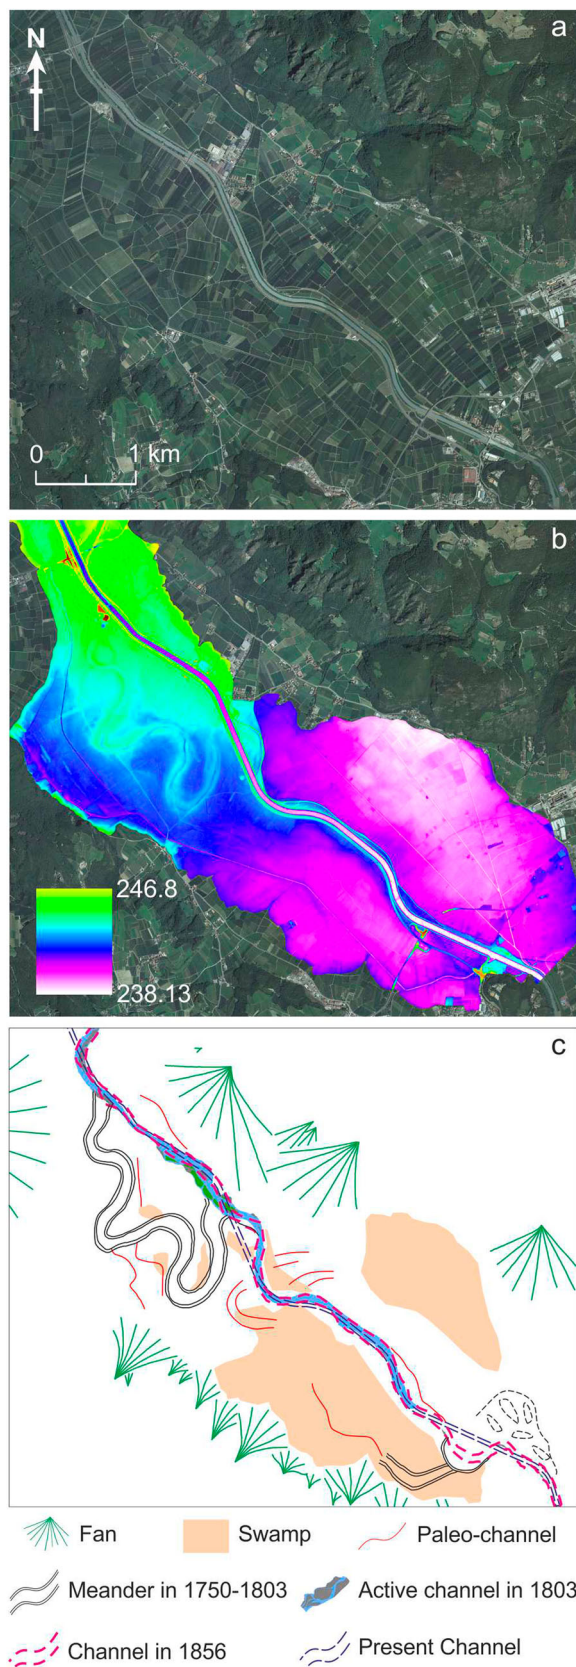 a
N
0 1 km
b
246.8
238.13
c
Fan Swamp Paleo-channel
Meander in 1750-1803 Active channel in 1803
Channel in 1856 Present Channel